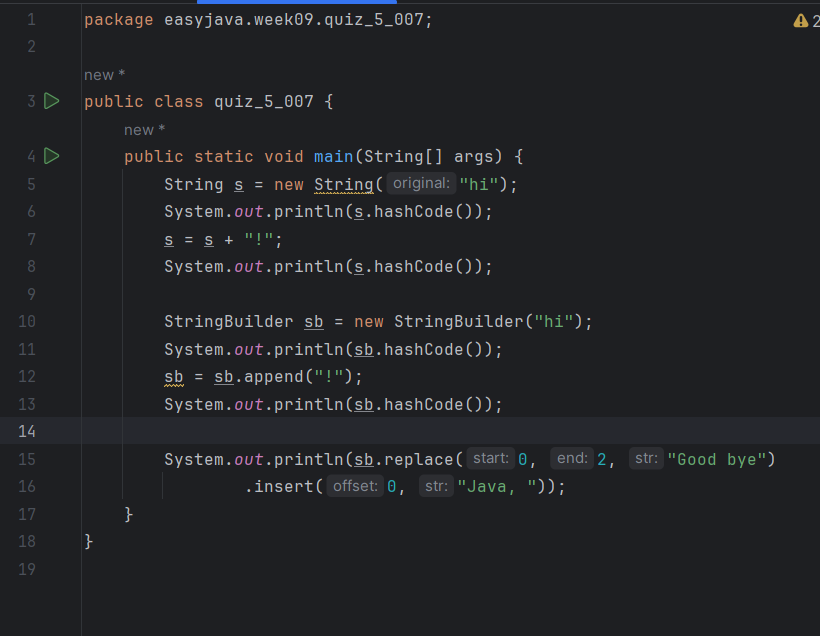 1 package easyjava.week09.quiz_5_007;
2
2
new *
3 public class quiz_5_007 {
new *
4 public static void main(String[] args) {
5 String s = new String( original: "hi");
6 System.out.println(s.hashCode());
7 s = s + "!";
8 System.out.println(s.hashCode());
9
10 StringBuilder sb = new StringBuilder("hi");
11 System.out.println(sb.hashCode());
12 sb = sb.append("!");
13 System.out.println(sb.hashCode());
14
15 System.out.println(sb.replace( start: 0, end: 2, str: "Good bye")
16 .insert( offset: 0, str: "Java, "));
17 }
18 }
19